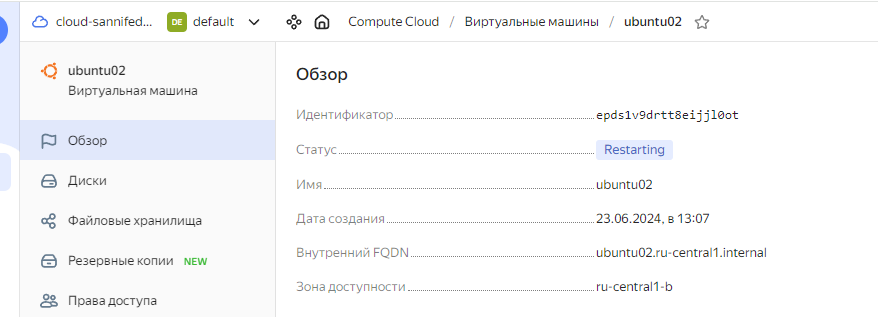 cloud-sannifed... DE default Compute Cloud / Виртуальные машины / ubuntu02
ubuntu02
Виртуальная машина
Обзор
Диски
Файловые хранилища
Резервные копии NEW
Права доступа
Обзор
Идентификатор epds1v9drtt8eijjl0ot
Статус Restarting
Имя ubuntu02
Дата создания 23.06.2024, в 13:07
Внутренний FQDN ubuntu02.ru-central1.internal
Зона доступности ru-central1-b